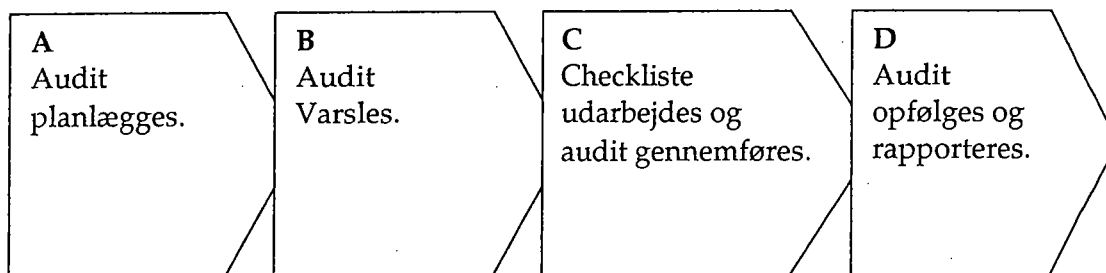 A
Audit
planlægges.
B
Audit
Varsles.
C
Checkliste
udarbejdes og
audit gennemføres.
D
Audit
opfølges og
rapporteres.